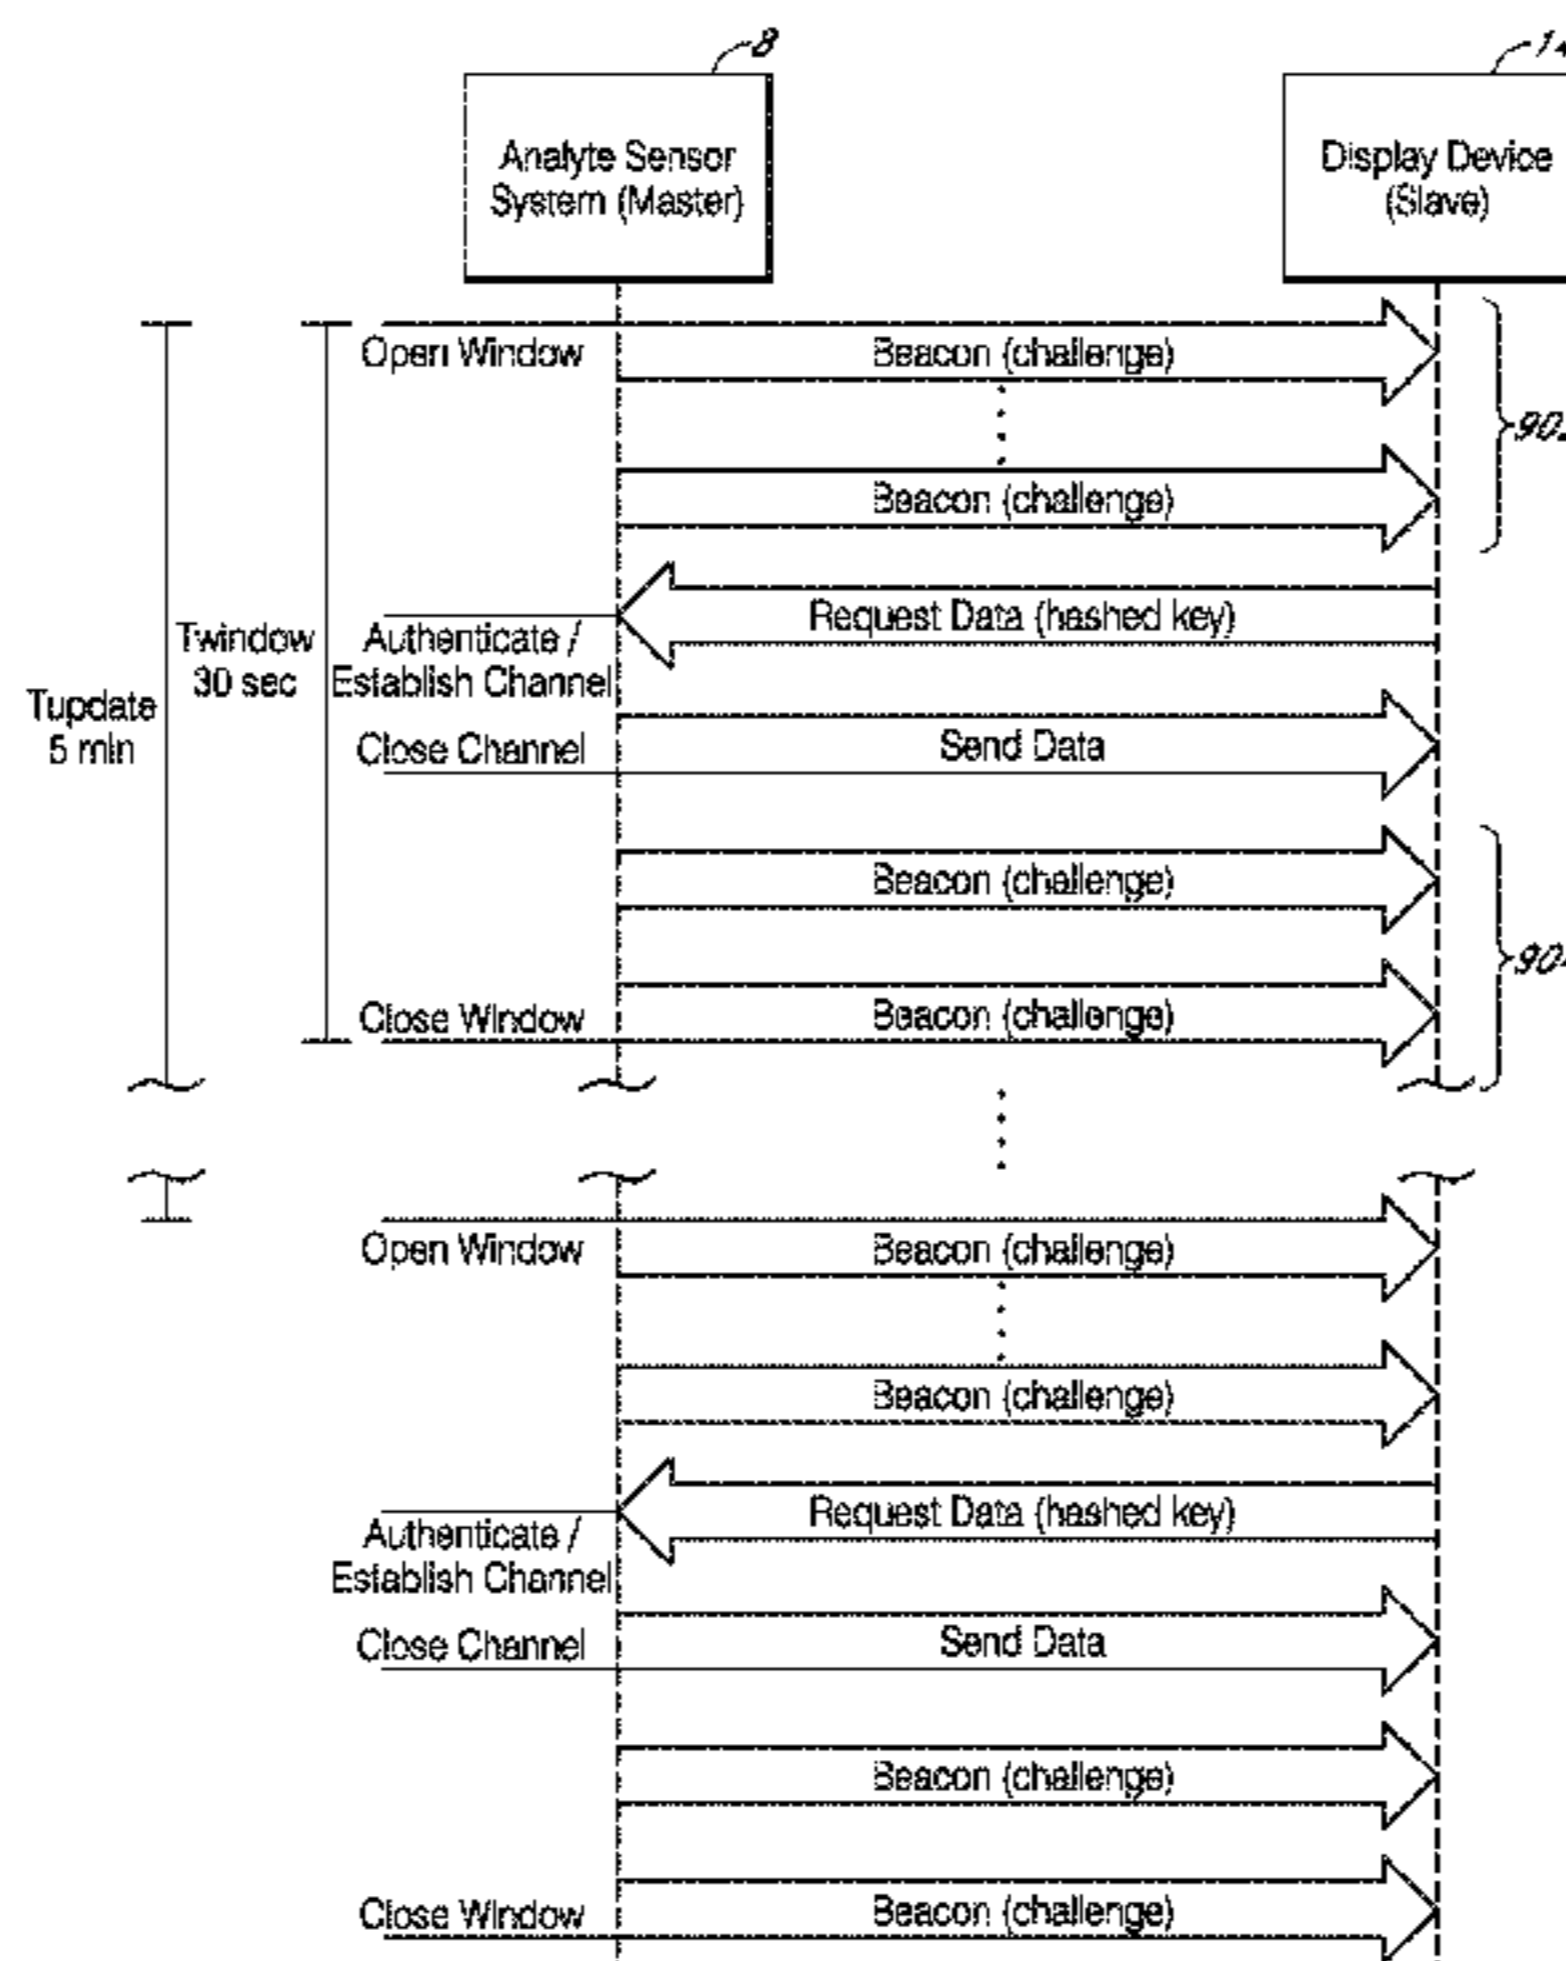 8
Analyte Sensor
System (Master)
Display Device
(Slave)
Open Window
Beacon (challenge)
Beacon (challenge)
Request Data (hashed key)
Authenticate /
Establish Channel
Twindow
30 sec
Tupdate
5 min
Close Channel
Send Data
Beacon (challenge)
Close Window
Beacon (challenge)
Open Window
Beacon (challenge)
Beacon (challenge)
Request Data (hashed key)
Authenticate /
Establish Channel
Close Channel
Send Data
Beacon (challenge)
Close Window
Beacon (challenge)